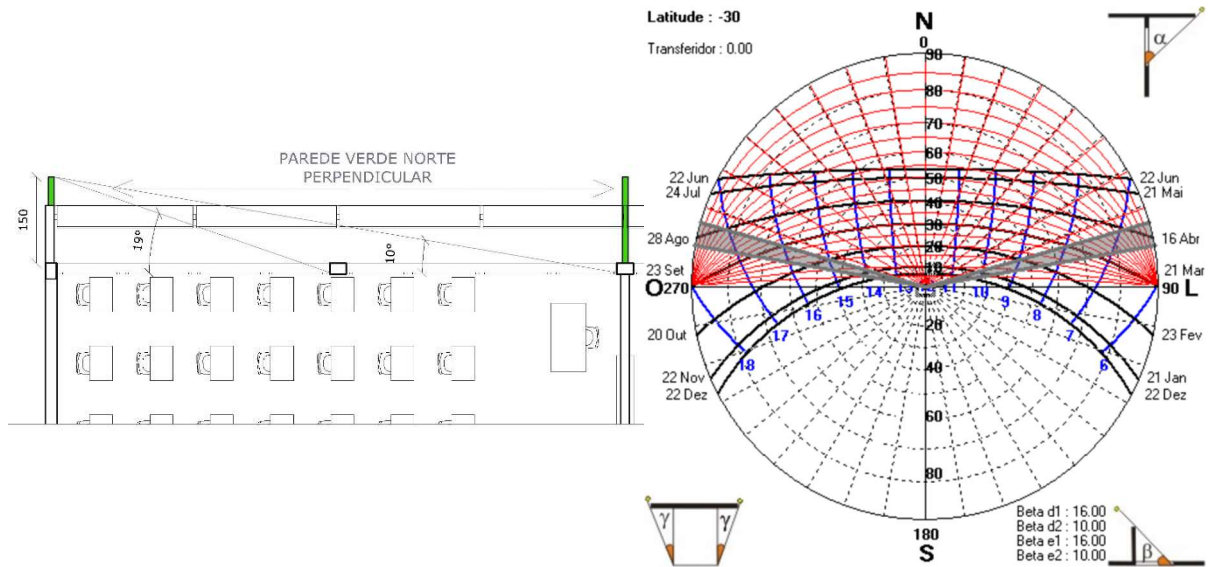 PAREDE VERDE NORTE
PERPENDICULAR
150
19°
10°
Latitude : -30
Transferidor : 0.00
N
0
90
80
70
60
50
40
30
20
10
α
22 Jun
24 Jul
28 Ago
23 Set
O 270
20 Out
22 Nov
22 Dez
22 Jun
21 Mai
16 Abr
21 Mar
90 L
23 Fev
21 Jan
22 Dez
18
17
16
15
14
13
11
10
9
8
7
6
20
40
60
80
180
S
γ
γ
Beta d1 : 16.00
Beta d2 : 10.00
Beta e1 : 16.00
Beta e2 : 10.00
β